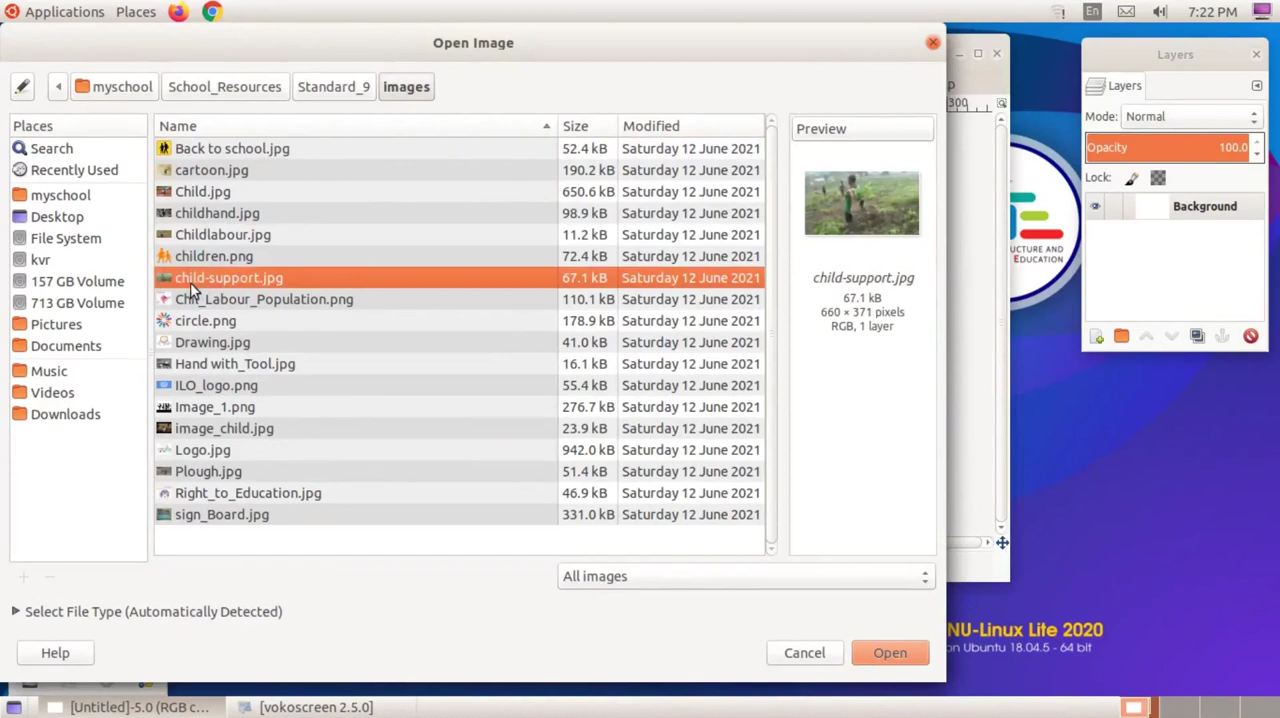 Applications Places En 7:22 PM
Open Image
myschool School_Resources Standard_9 Images
Places Name Size Modified Preview
Search Back to school.jpg 52.4 kB Saturday 12 June 2021
Recently Used cartoon.jpg 190.2 kB Saturday 12 June 2021
myschool Child.jpg 650.6 kB Saturday 12 June 2021
Desktop childhand.jpg 98.9 kB Saturday 12 June 2021
File System Childlabour.jpg 11.2 kB Saturday 12 June 2021
kvr children.png 72.4 kB Saturday 12 June 2021
157 GB Volume child-support.jpg 67.1 kB Saturday 12 June 2021
713 GB Volume Labour_Population.png 110.1 kB Saturday 12 June 2021
Pictures circle.png 178.9 kB Saturday 12 June 2021
Documents Drawing.jpg 41.0 kB Saturday 12 June 2021
Music Hand with_Tool.jpg 16.1 kB Saturday 12 June 2021
Videos ILO_logo.png 55.4 kB Saturday 12 June 2021
Downloads Image_1.png 276.7 kB Saturday 12 June 2021
image_child.jpg 23.9 kB Saturday 12 June 2021
Logo.jpg 942.0 kB Saturday 12 June 2021
Plough.jpg 51.4 kB Saturday 12 June 2021
Right_to_Education.jpg 46.9 kB Saturday 12 June 2021
sign_Board.jpg 331.0 kB Saturday 12 June 2021
child-support.jpg
67.1 kB
660 × 371 pixels
RGB, 1 layer
All images
Select File Type (Automatically Detected)
Help Cancel Open
300
Layers
Layers
Mode: Normal
Opacity 100.0
Lock:
Background
STRUCTURE AND
EDUCATION
NU-Linux Lite 2020
on Ubuntu 18.04.5 - 64 bit
[Untitled]-5.0 (RGB c... [vokoscreen 2.5.0]